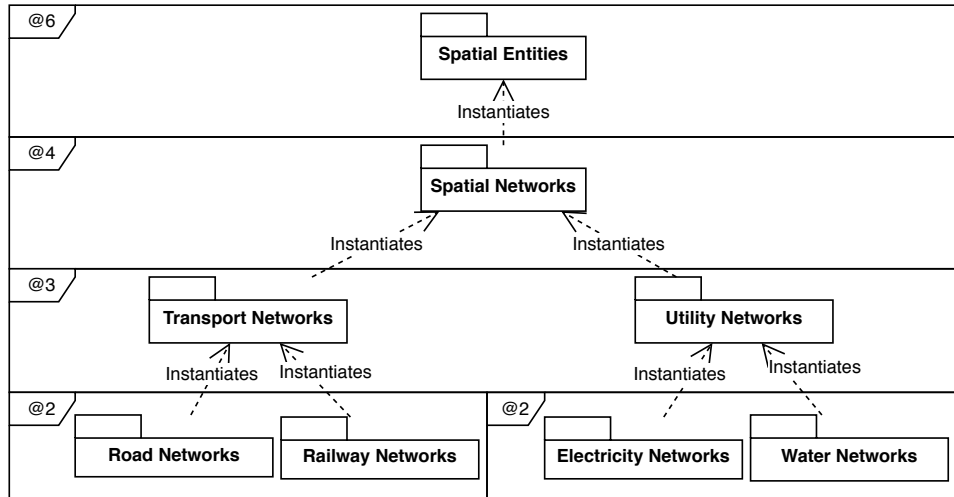 @6
Spatial Entities
Instantiates
@4
Spatial Networks
Instantiates
Instantiates
@3
Transport Networks
Utility Networks
Instantiates
Instantiates
Instantiates
Instantiates
@2
@2
Road Networks
Railway Networks
Electricity Networks
Water Networks